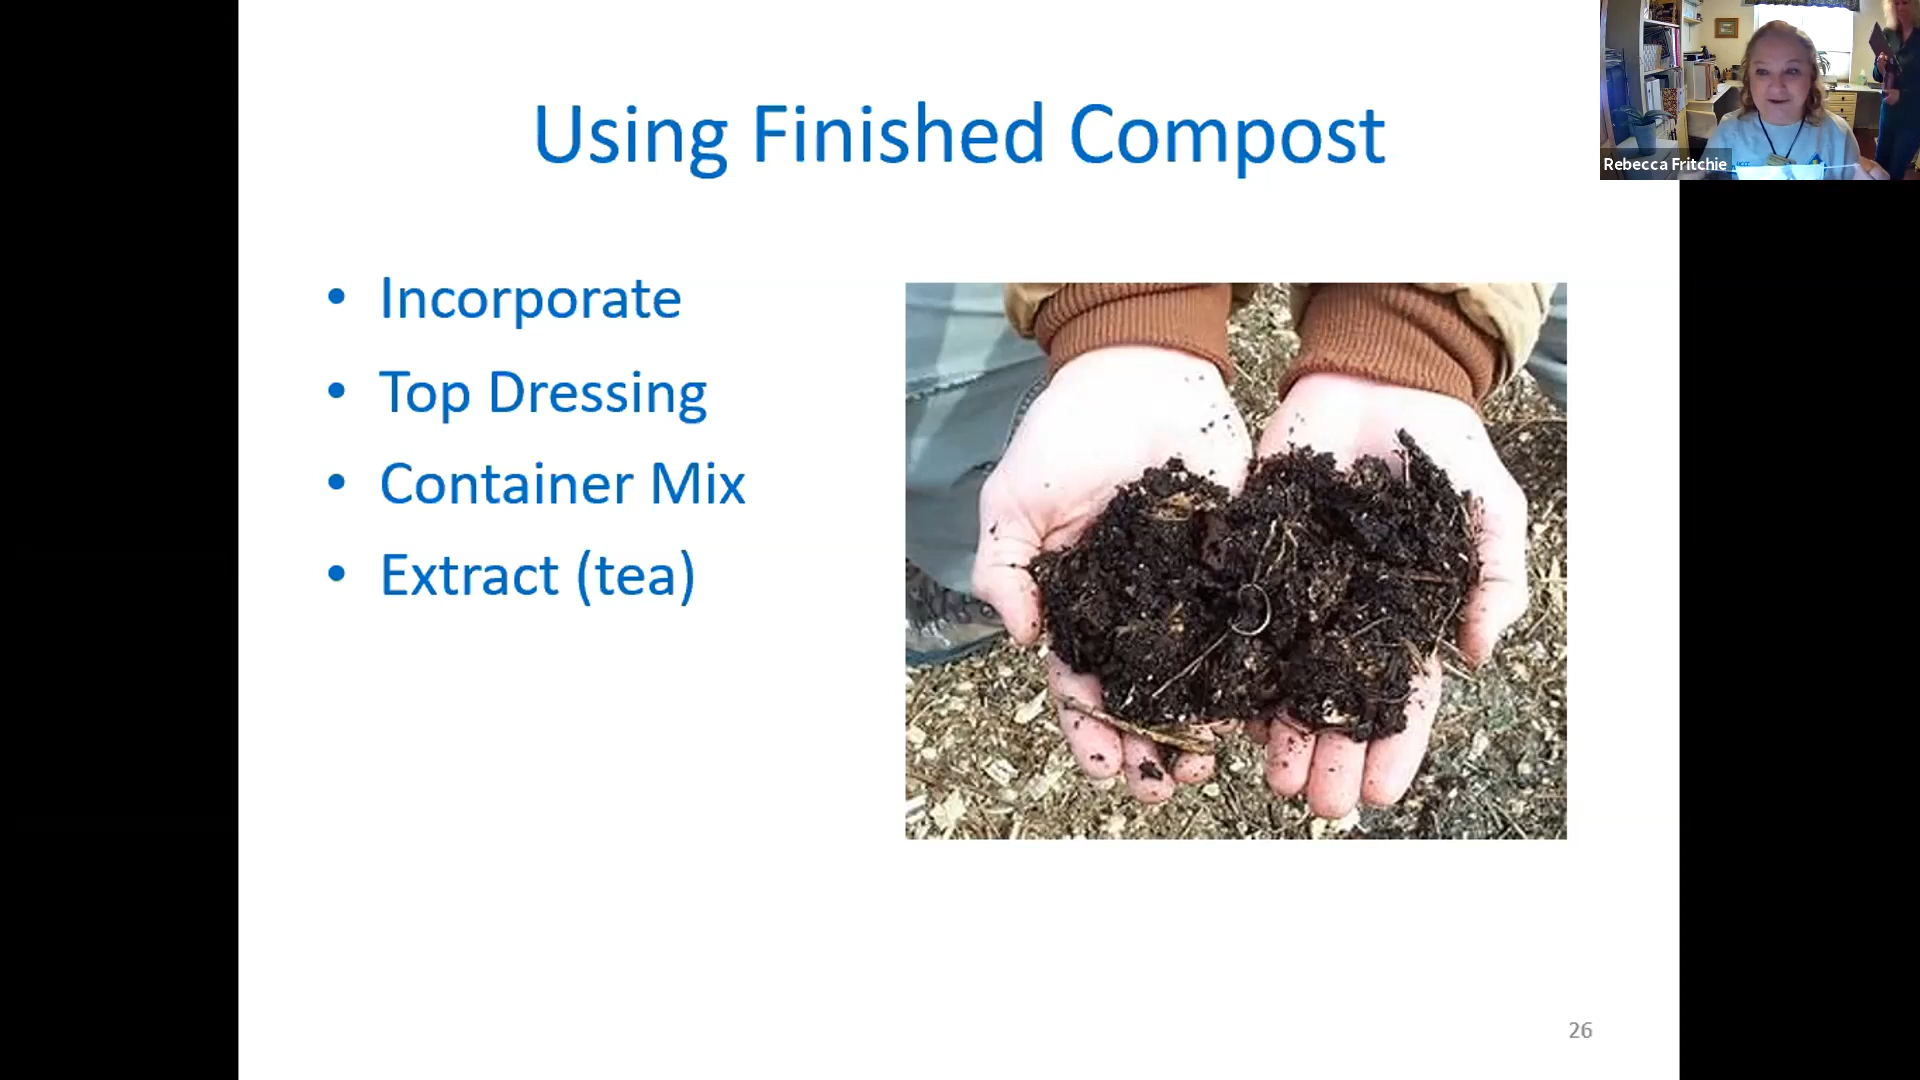 Using Finished Compost
Rebecca Fritchie
• Incorporate
• Top Dressing
• Container Mix
• Extract (tea)
26